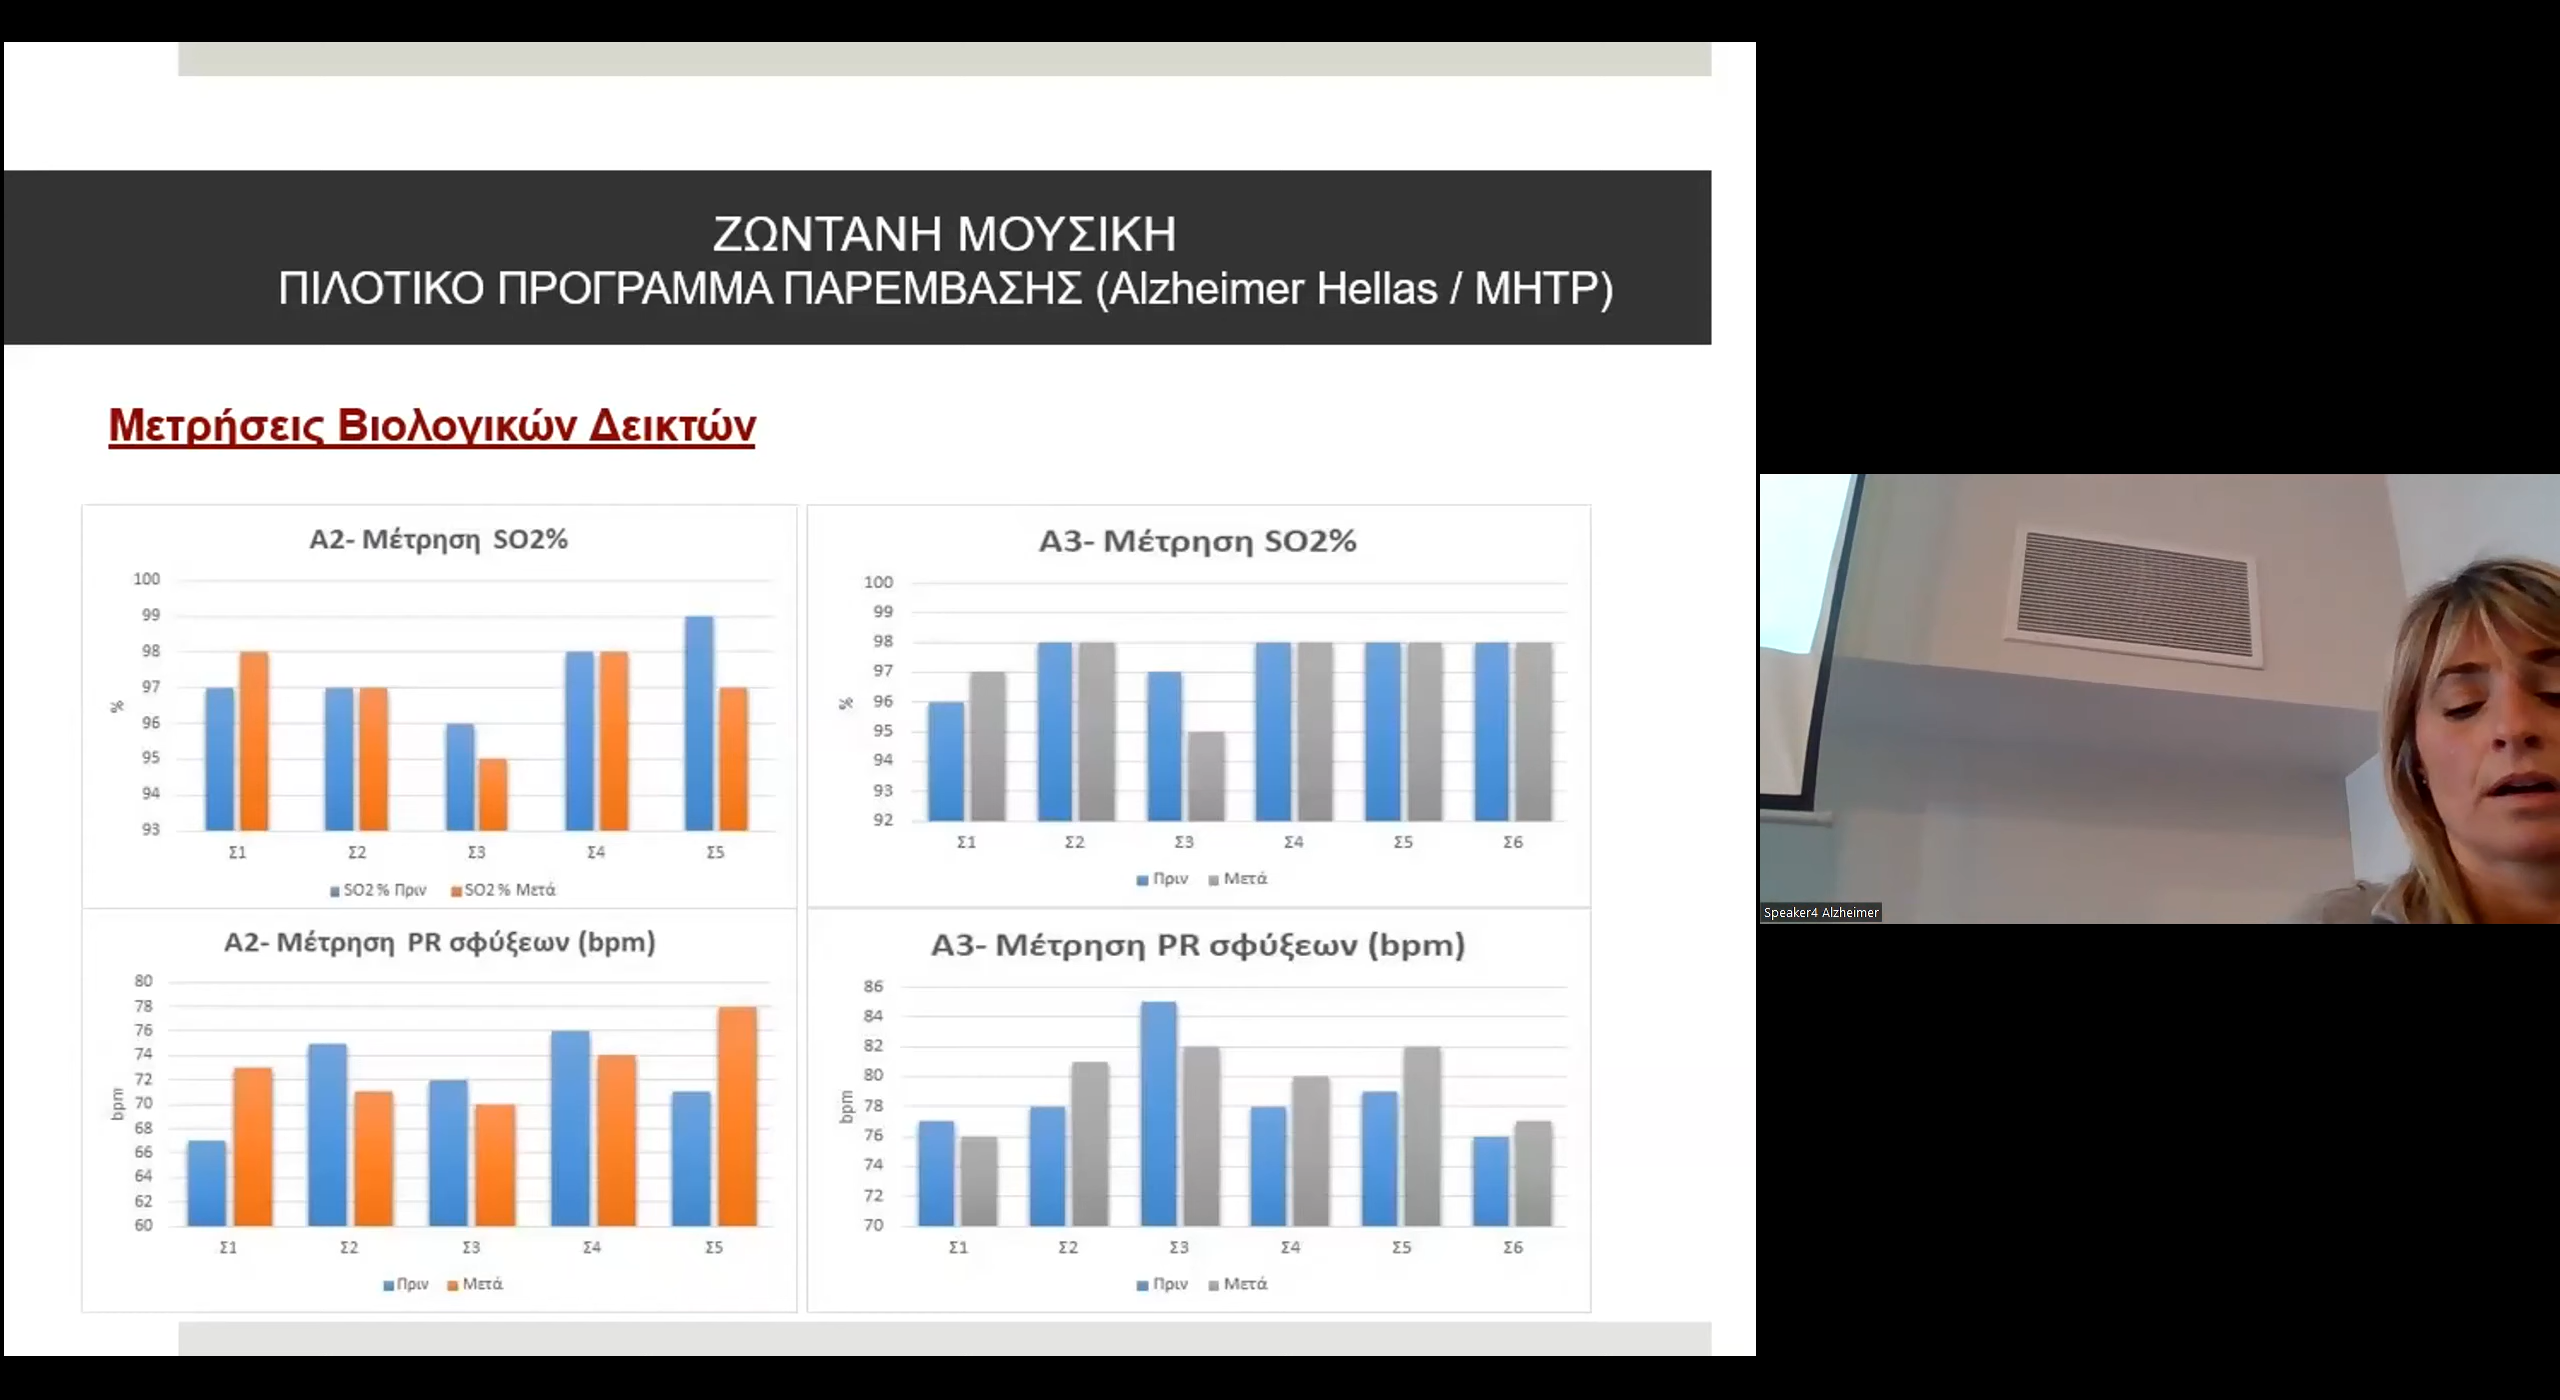 ΖΩΝΤΑΝΗ ΜΟΥΣΙΚΗ
ΠΙΛΟΤΙΚΟ ΠΡΟΓΡΑΜΜΑ ΠΑΡΕΜΒΑΣΗΣ (Alzheimer Hellas / ΜΗΤΡ)
Μετρήσεις Βιολογικών Δεικτών
A2- Μέτρηση SO2%
100
99
98
97
96
95
94
93
%
Σ1 Σ2 Σ3 Σ4 Σ5
SO2 % Πριν SO2 % Μετά
A3- Μέτρηση SO2%
100
99
98
97
96
95
94
93
92
%
Σ1 Σ2 Σ3 Σ4 Σ5 Σ6
Πριν Μετά
A2- Μέτρηση PR σφύξεων (bpm)
80
78
76
74
72
70
68
66
64
62
60
bpm
Σ1 Σ2 Σ3 Σ4 Σ5
Πριν Μετά
A3- Μέτρηση PR σφύξεων (bpm)
86
84
82
80
78
76
74
72
70
bpm
Σ1 Σ2 Σ3 Σ4 Σ5 Σ6
Πριν Μετά
Speaker4 Alzheimer